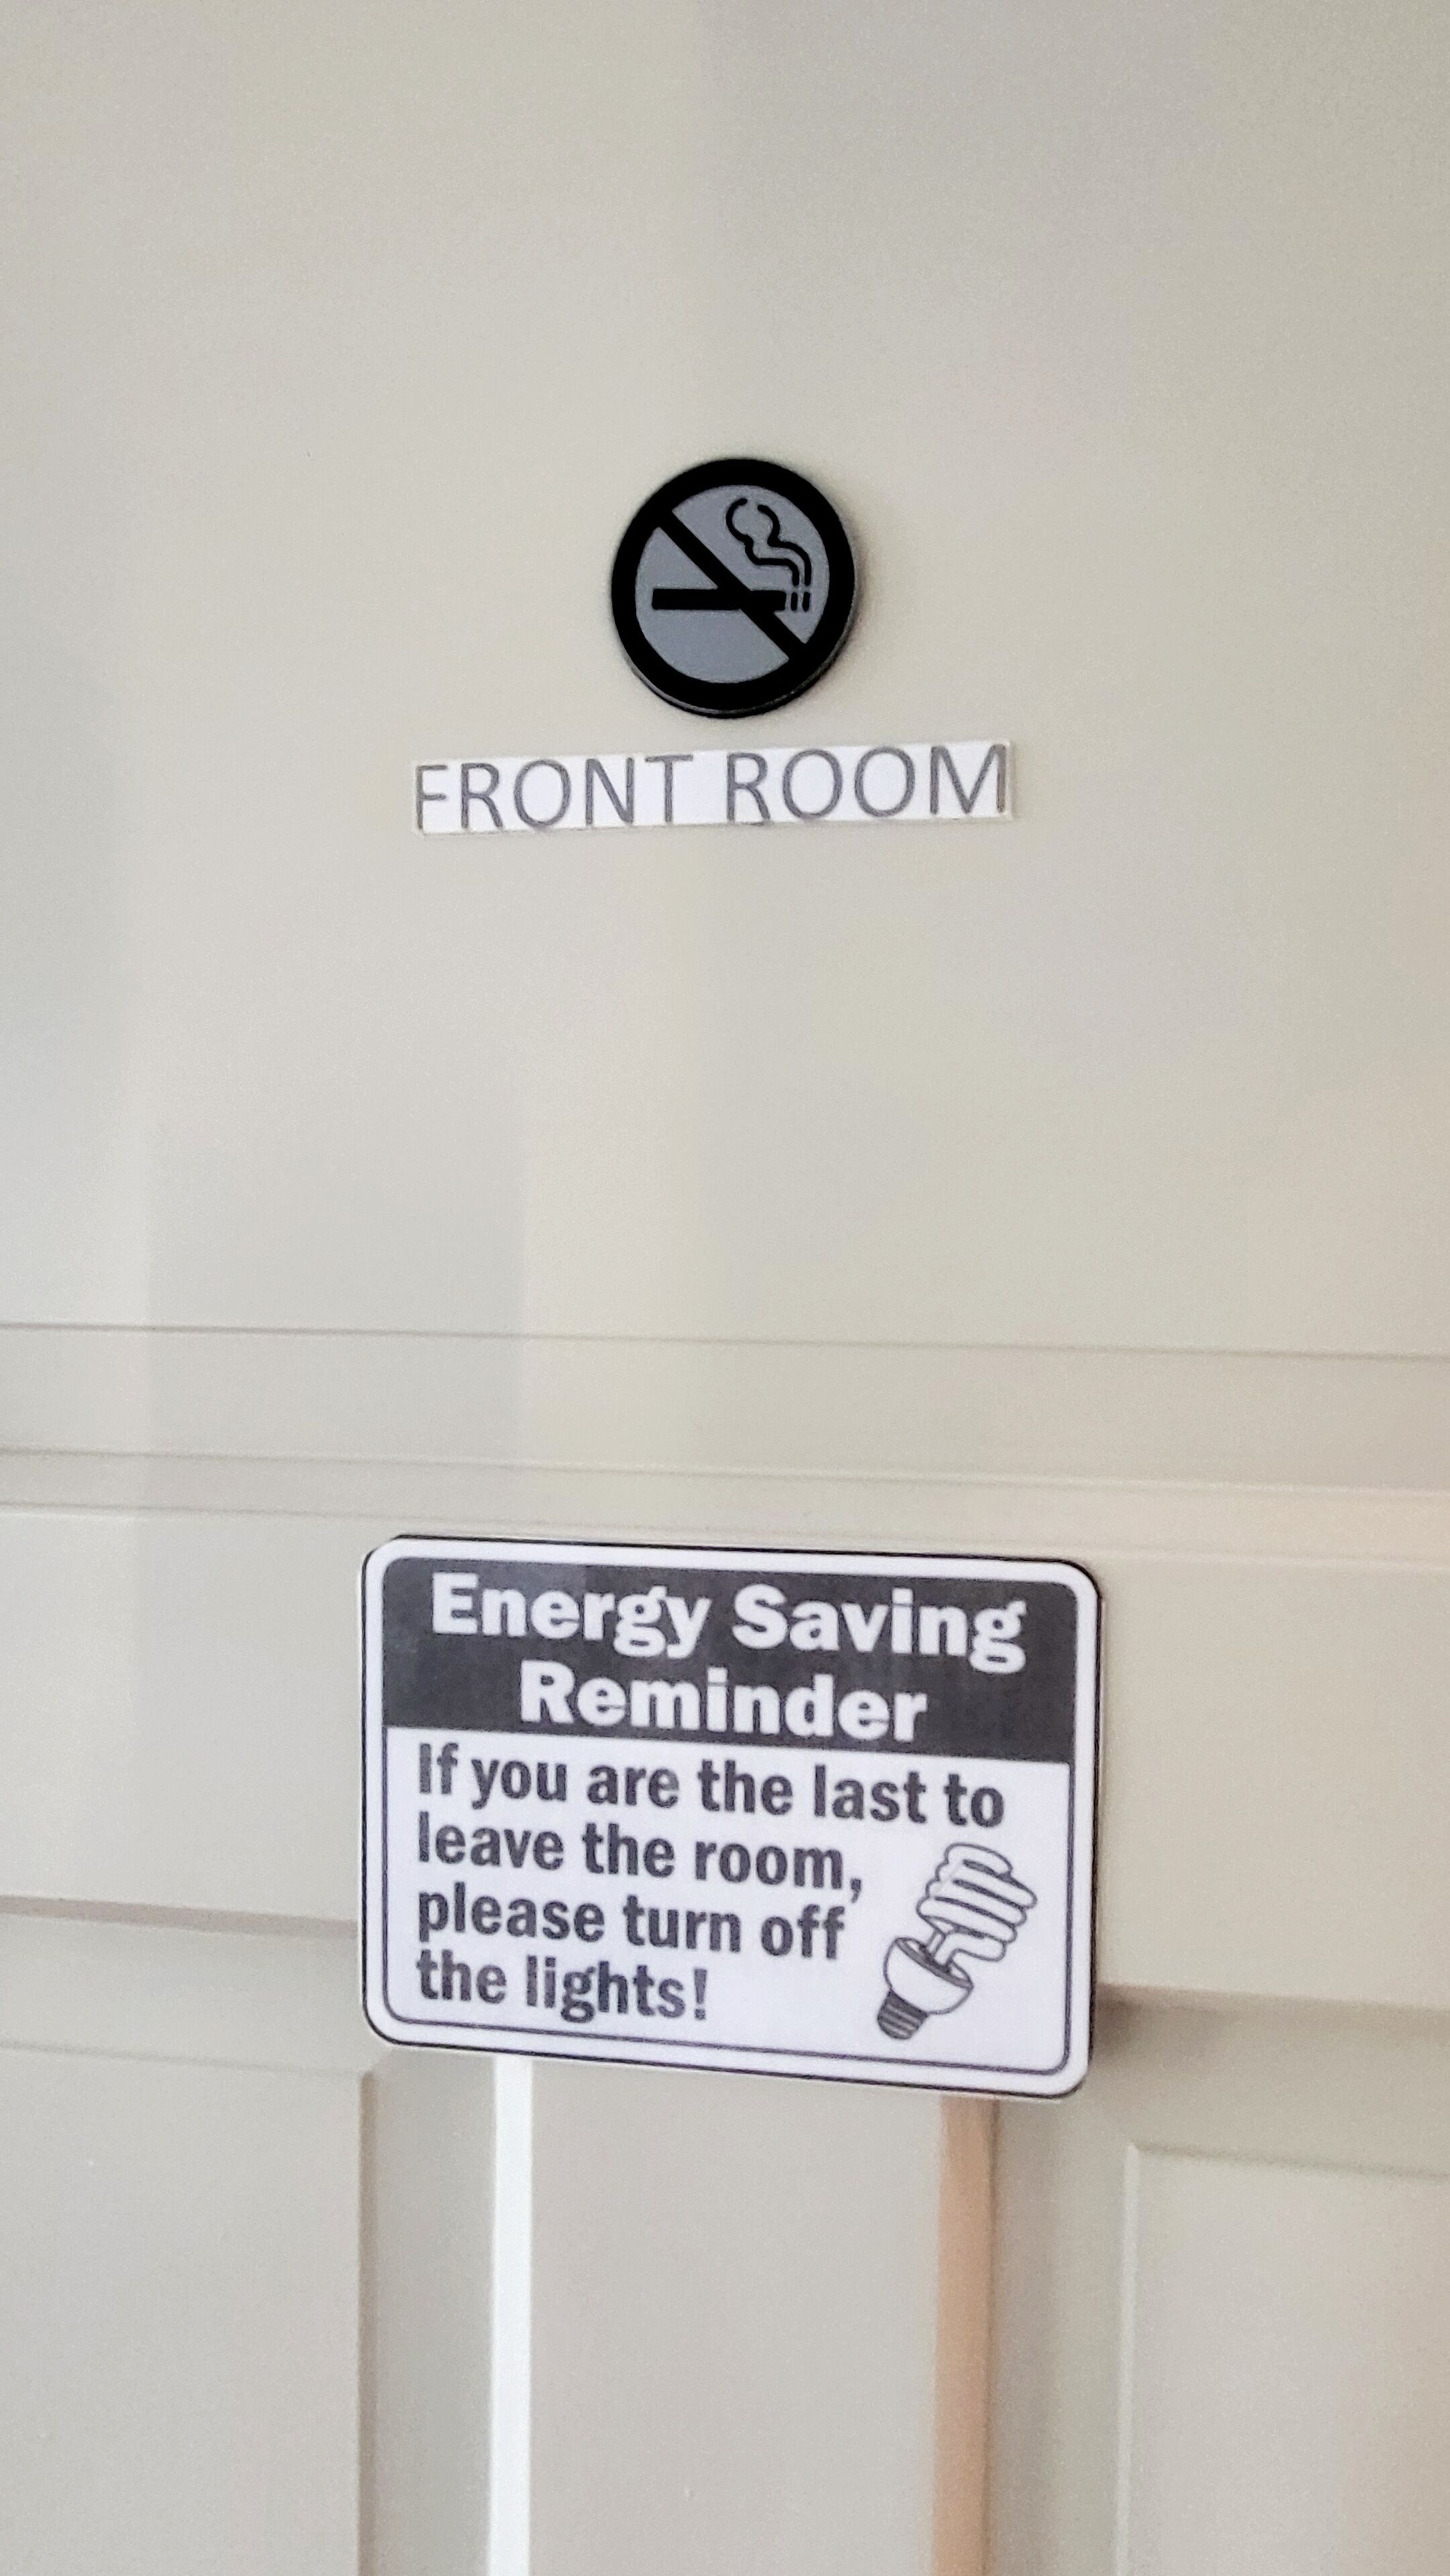 FRONT ROOM
Energy Saving
Reminder
If you are the last to
leave the room,
please turn off
the lights!